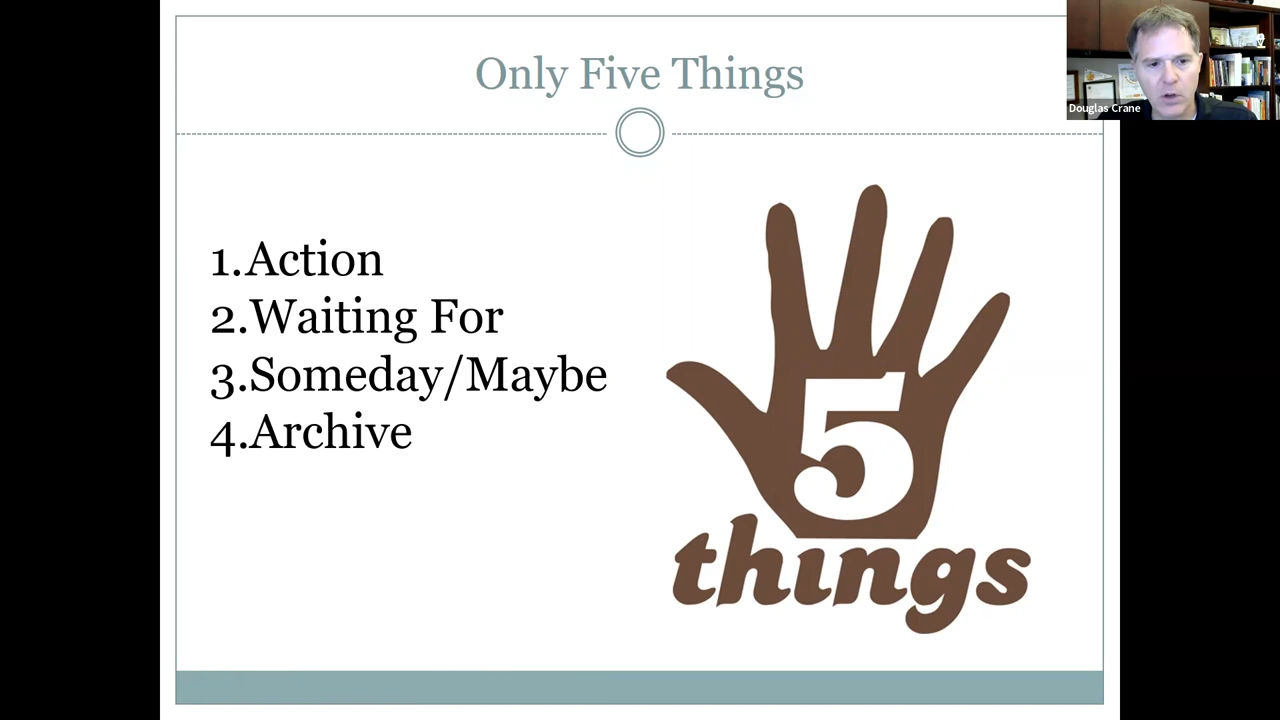 Only Five Things
Douglas Crane
1.Action
2.Waiting For
3.Someday/Maybe
4.Archive
5
things